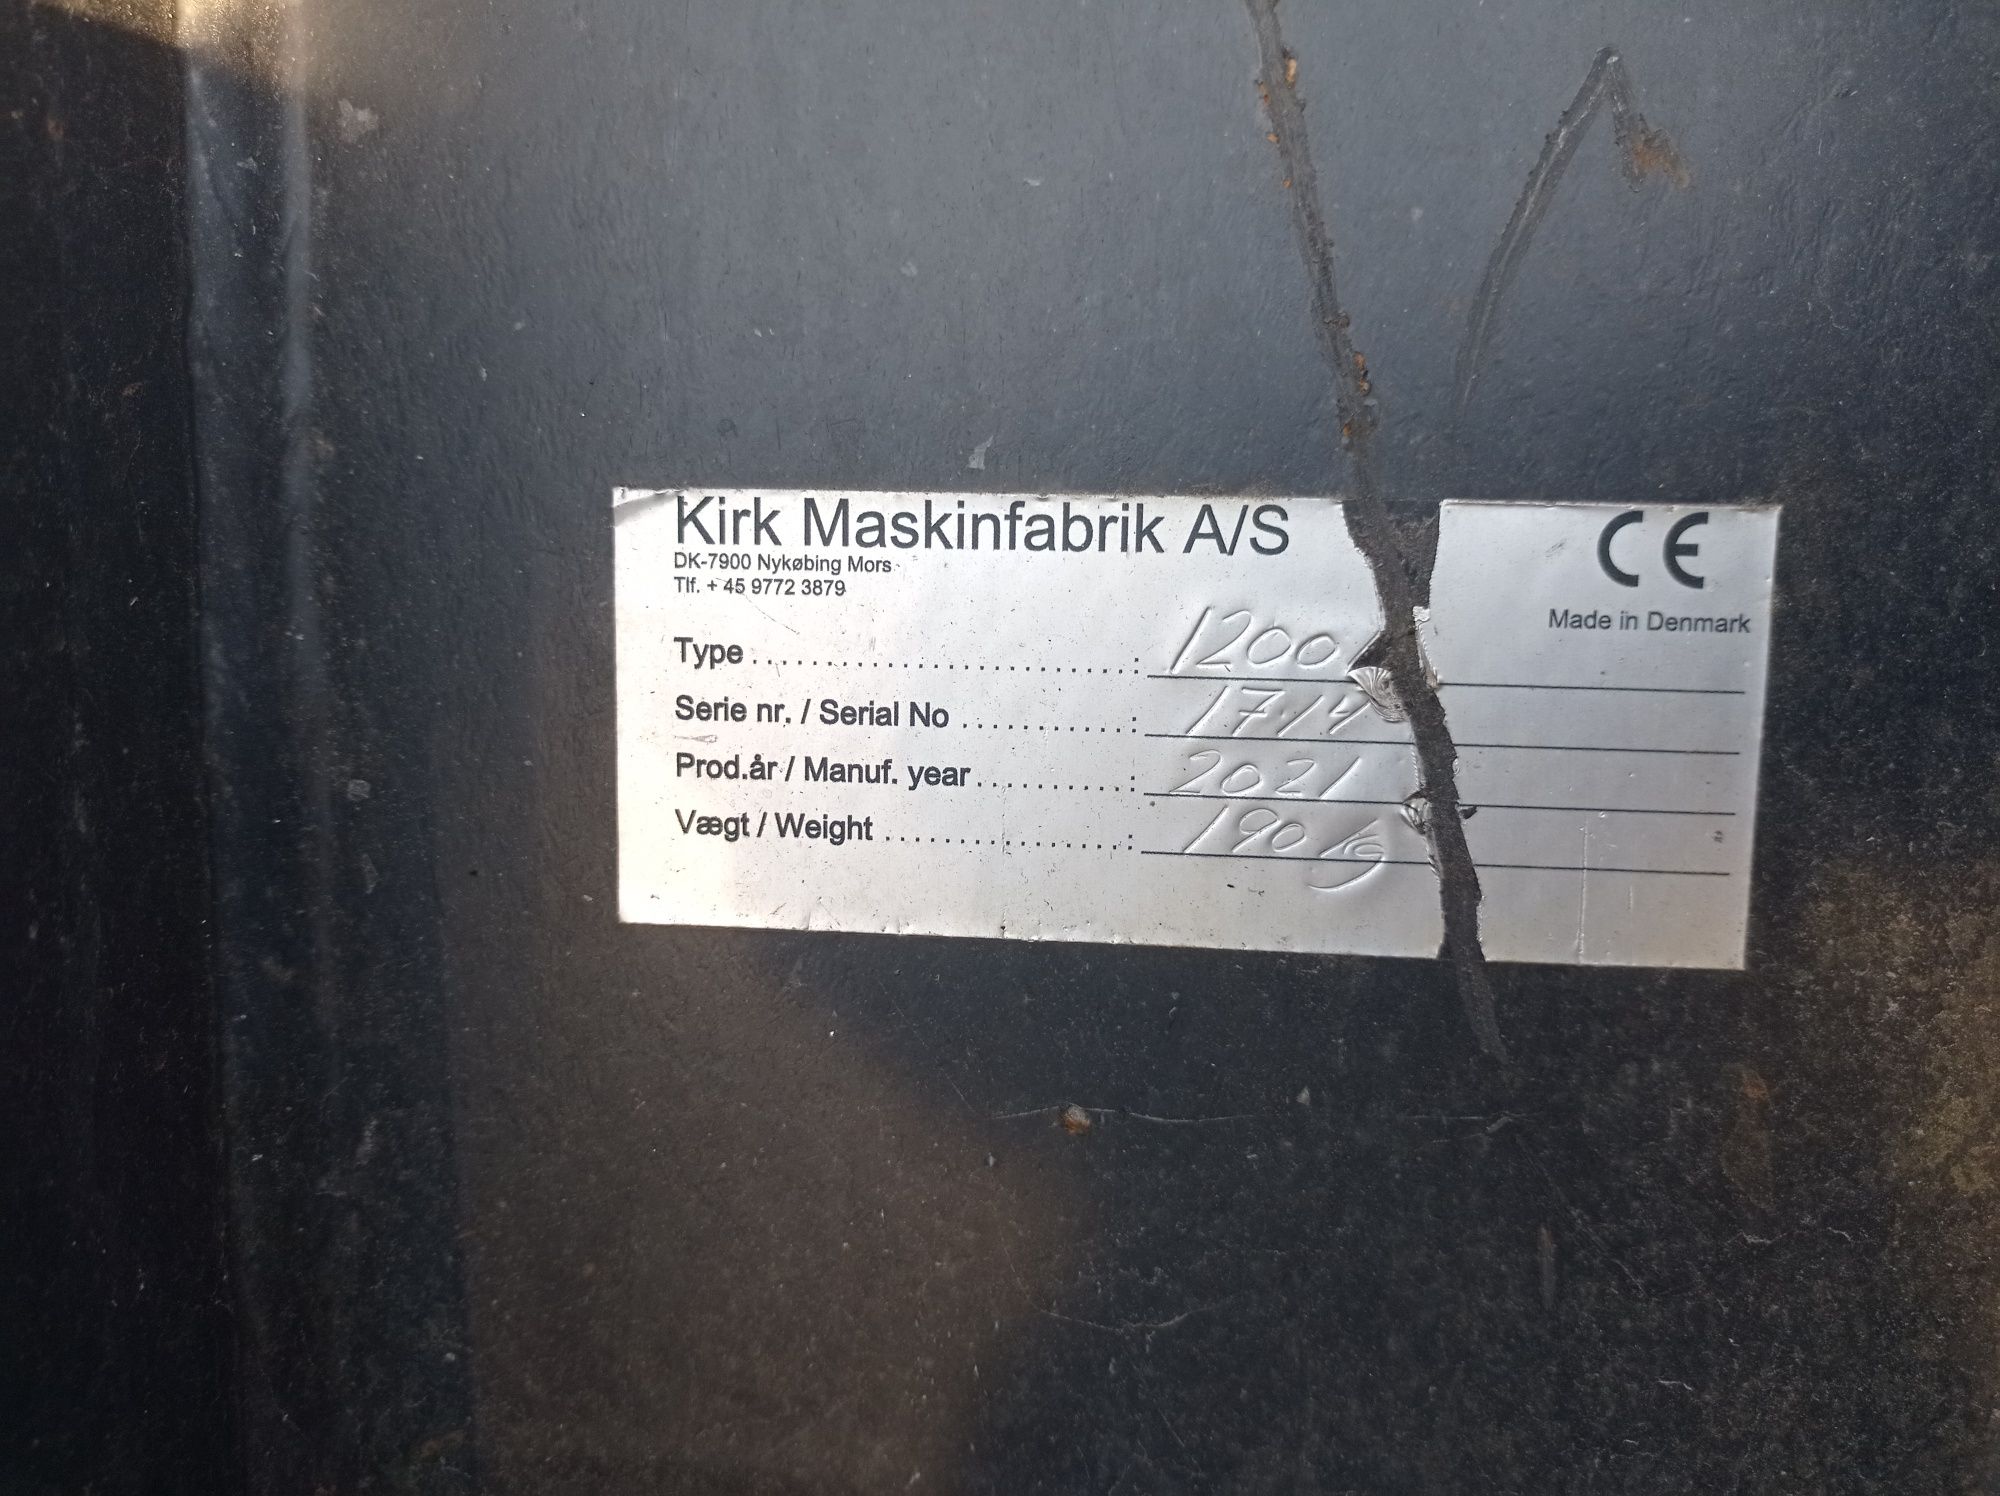 Kirk Maskinfabrik A/S
DK-7900 Nykøbing Mors
Tlf. + 45 9772 3879
CE
Made in Denmark
Type ........................ : 1200
Serie nr. / Serial No ........... :
Prod.år / Manuf. year .......... : 2021
Vægt / Weight ................ : 190 kg